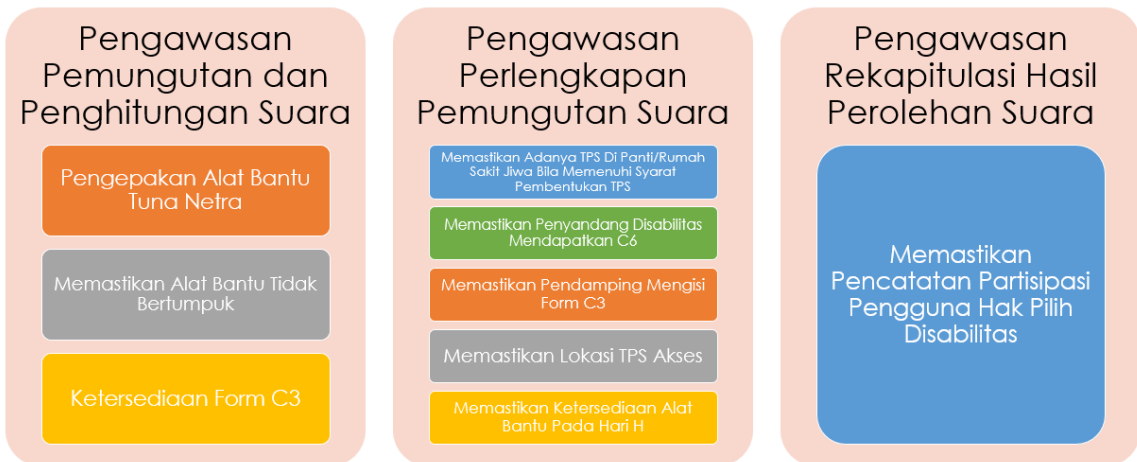 Pengawasan
Pemungutan dan
Penghitungan Suara
Pengepakan Alat Bantu
Tuna Netra
Memastikan Alat Bantu Tidak
Bertumpuk
Ketersediaan Form C3
Pengawasan
Perlengkapan
Pemungutan Suara
Memastikan Adanya TPS Di Panti/Rumah
Sakit Jiwa Bila Memenuhi Syarat
Pembentukan TPS
Memastikan Penyandang Disabilitas
Mendapatkan C6
Memastikan Pendamping Mengisi
Form C3
Memastikan Lokasi TPS Akses
Memastikan Ketersediaan Alat
Bantu Pada Hari H
Pengawasan
Rekapitulasi Hasil
Perolehan Suara
Memastikan
Pencatatan Partisipasi
Pengguna Hak Pilih
Disabilitas